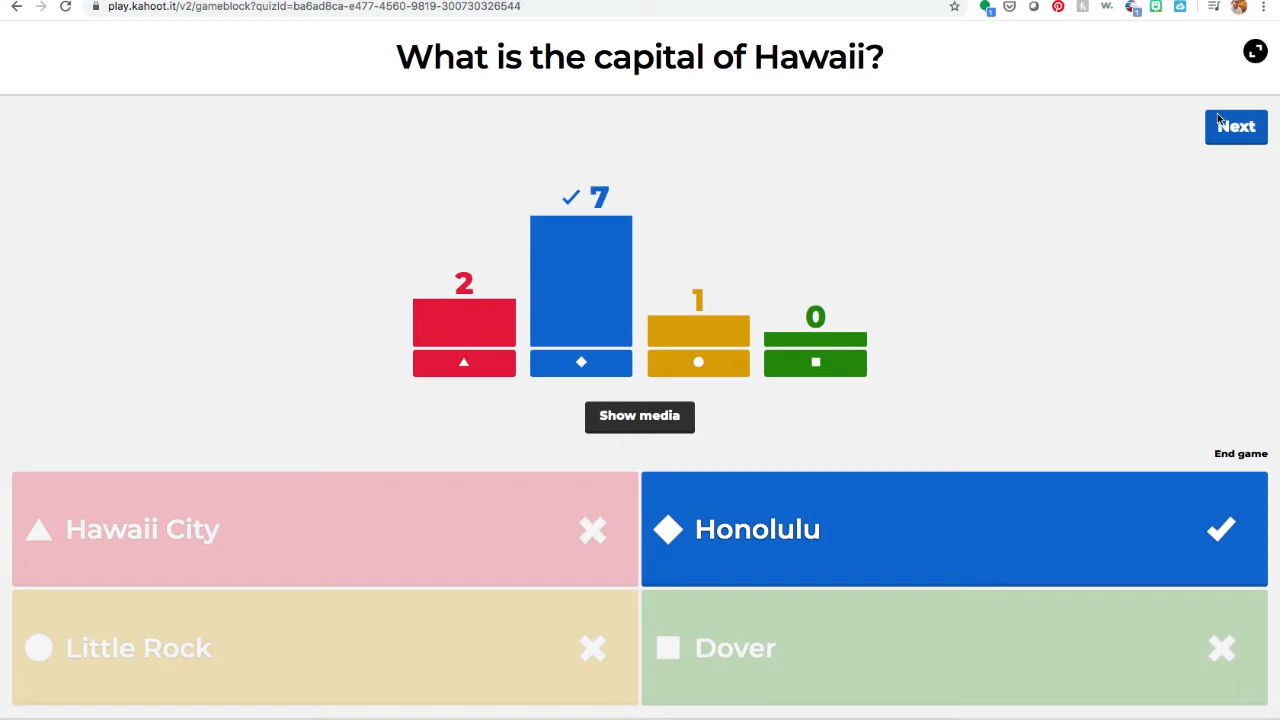 play.kahoot.it/v2/gameblock?quizId=ba6ad8ca-e477-4560-9819-300730326544
What is the capital of Hawaii?
Next
7
2
1
0
Show media
End game
Hawaii City
Honolulu
Little Rock
Dover